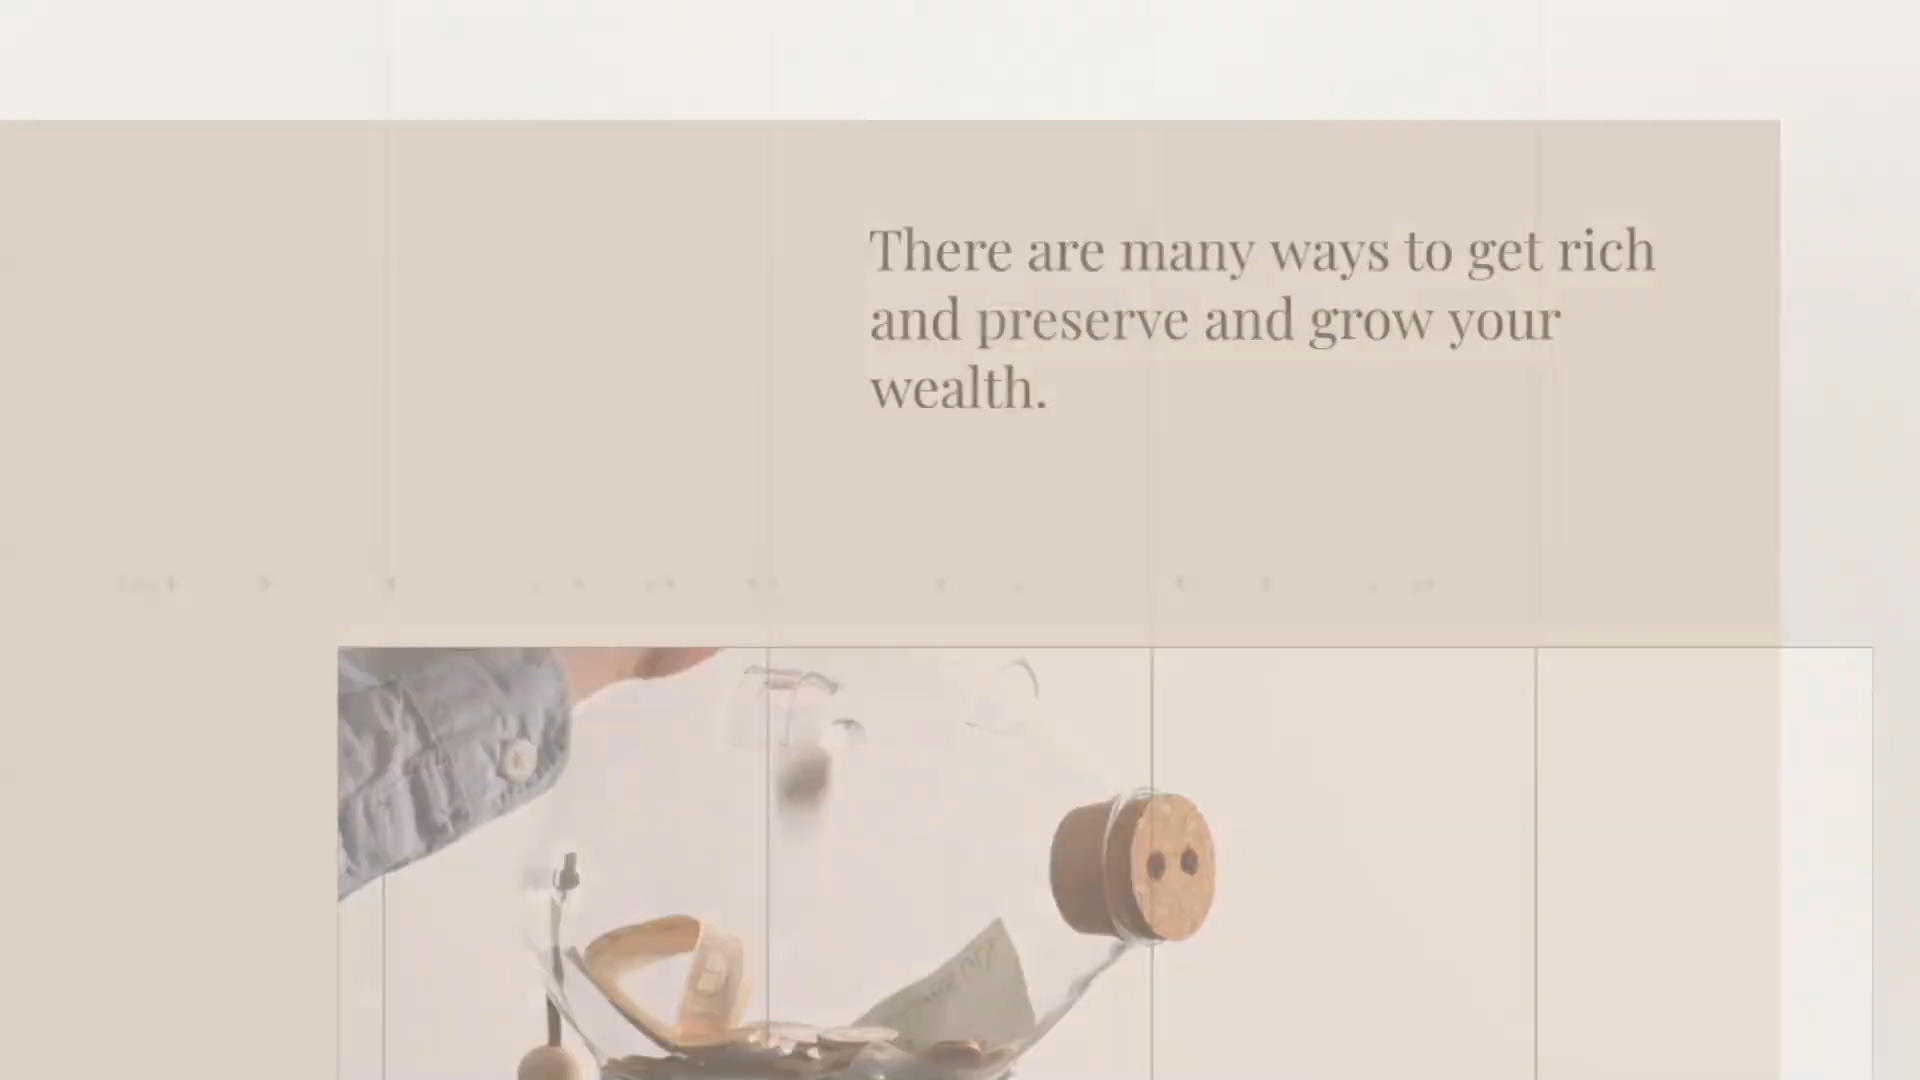 There are many ways to get rich
and preserve and grow your
wealth.